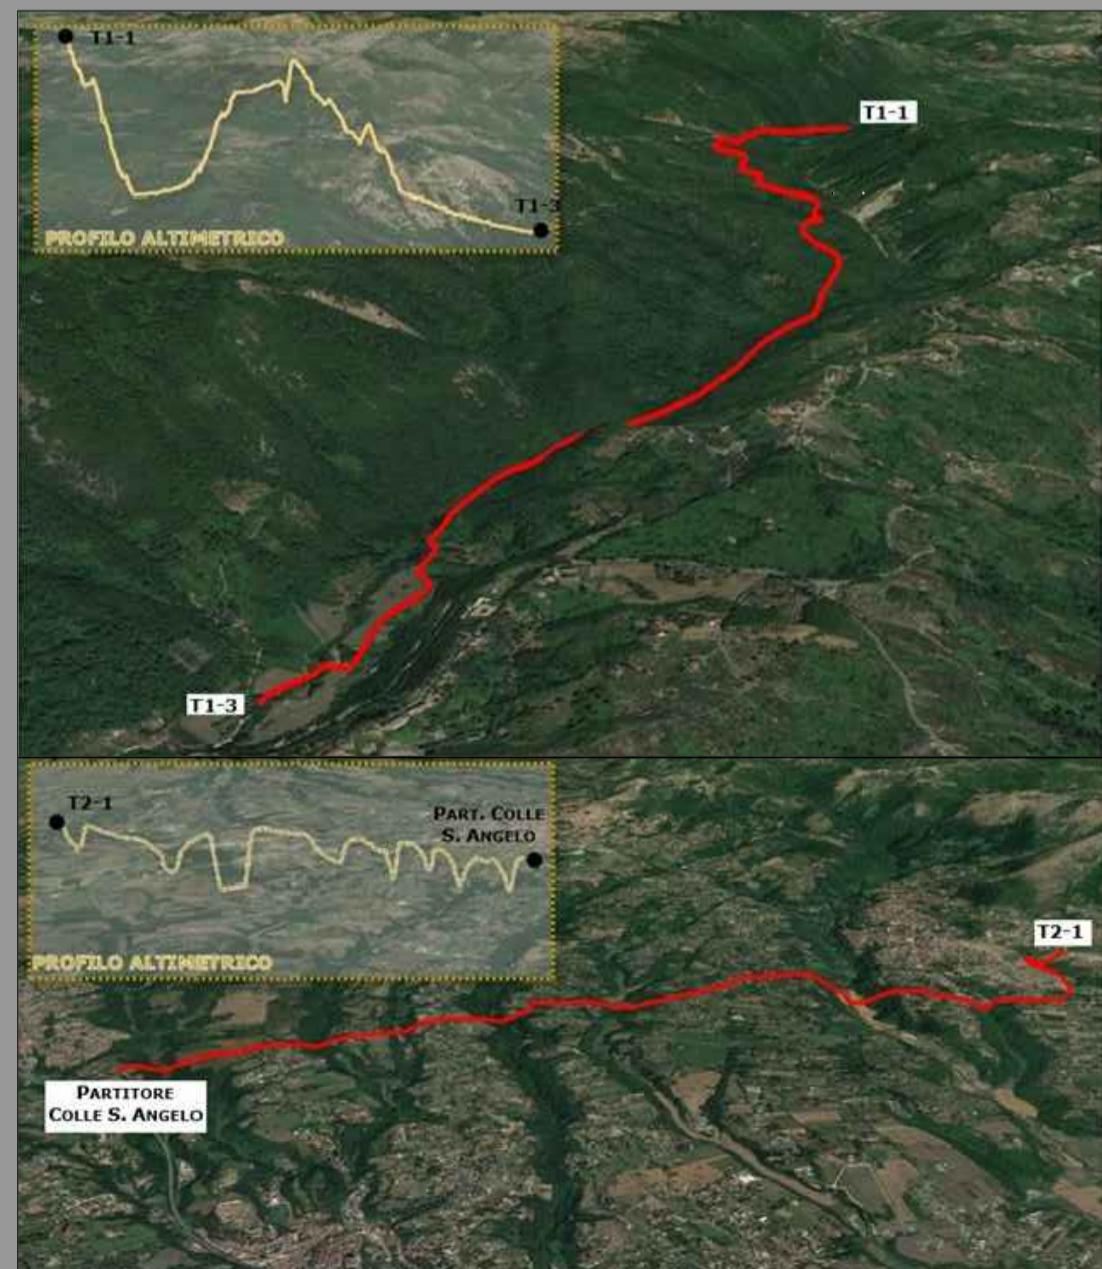 T1-1
T1-3
PROFILO ALTIMETRICO
T1-1
T1-3
T2-1
PART. COLLE
S. ANGELO
PROFILO ALTIMETRICO
T2-1
PARTITORE
COLLE S. ANGELO